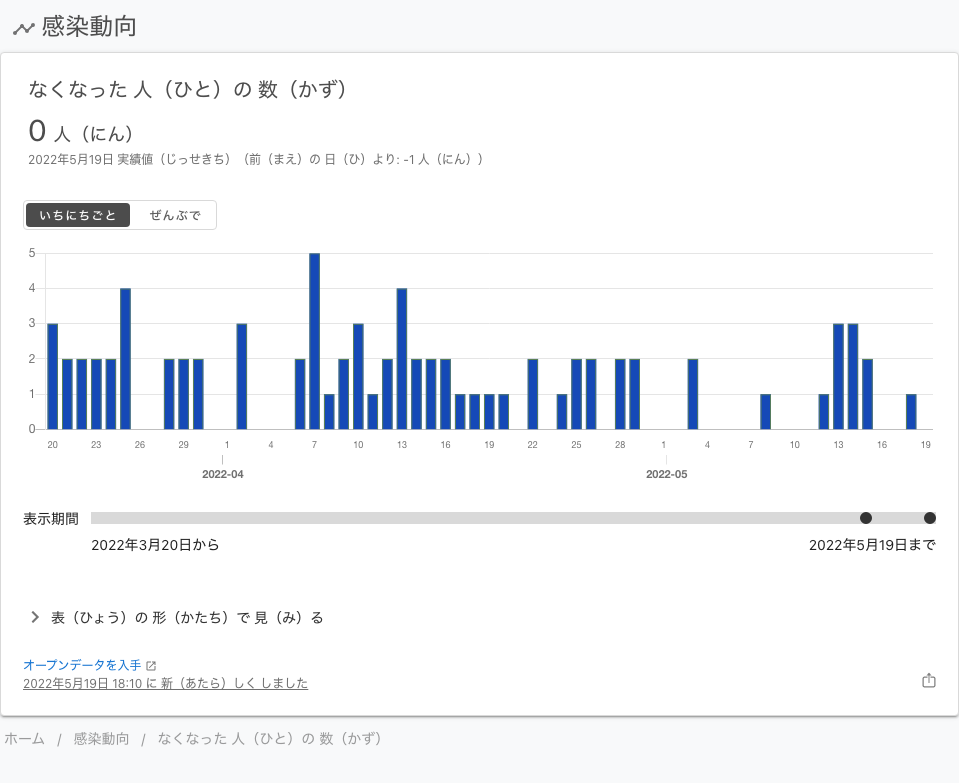 感染動向
なくなった 人（ひと）の 数（かず）
0 人（にん）
2022年5月19日 実績値（じっせきち）（前（まえ）の 日（ひ）より: -1 人（にん））
いちにちごと ぜんぶで
5
4
3
2
1
0
20 23 26 29 1 4 7 10 13 16 19 22 25 28 1 4 7 10 13 16 19
2022-04 2022-05
表示期間
2022年3月20日から 2022年5月19日まで
表（ひょう）の 形（かたち）で 見（み）る
オープンデータを入手
2022年5月19日 18:10 に 新（あたら）しく しました
ホーム / 感染動向 / なくなった 人（ひと）の 数（かず）